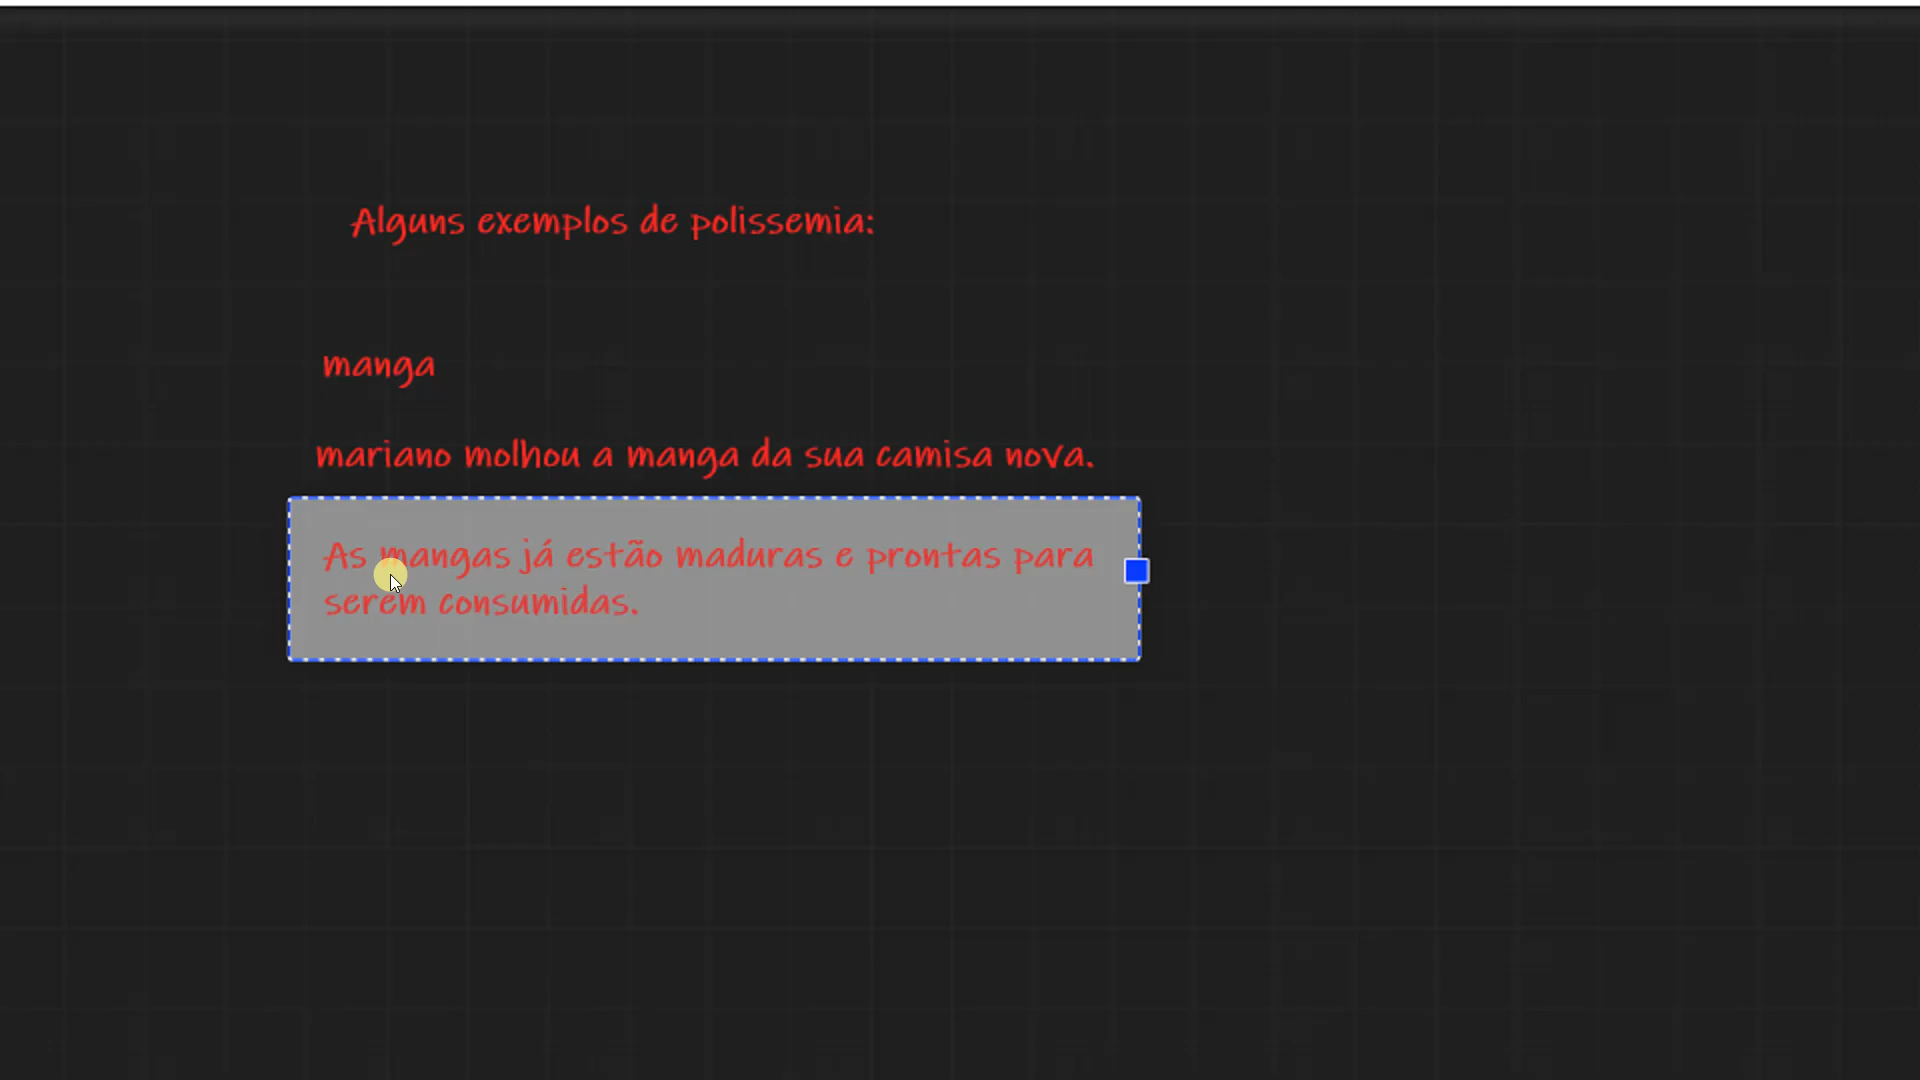 Alguns exemplos de polissemia:
manga
mariano molhou a manga da sua camisa nova.
As mangas já estão maduras e prontas para
serem consumidas.